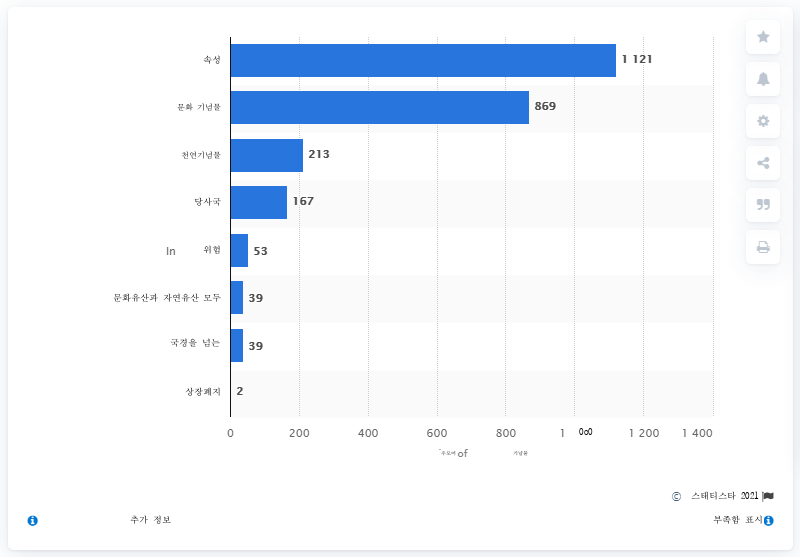 속성 1 121
문화 기념물 869
천연기념물 213
당사국 167
In 위험 53
문화유산과 자연유산 모두 39
국경을 넘는 39
상장폐지 2
0 200 400 600 800 1 0c0 1 200 1 400
of 기념물
© 스태티스타 2021
추가 정보 부족함 표시